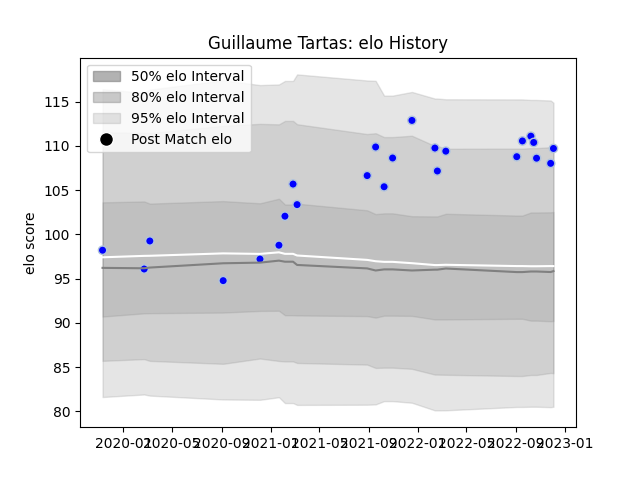 Guillaume Tartas: elo History
50% elo Interval
80% elo Interval
95% elo Interval
Post Match elo
elo score
115
110
105
100
95
90
85
80
2020-01 2020-05 2020-09 2021-01 2021-05 2021-09 2022-01 2022-05 2022-09 2023-01